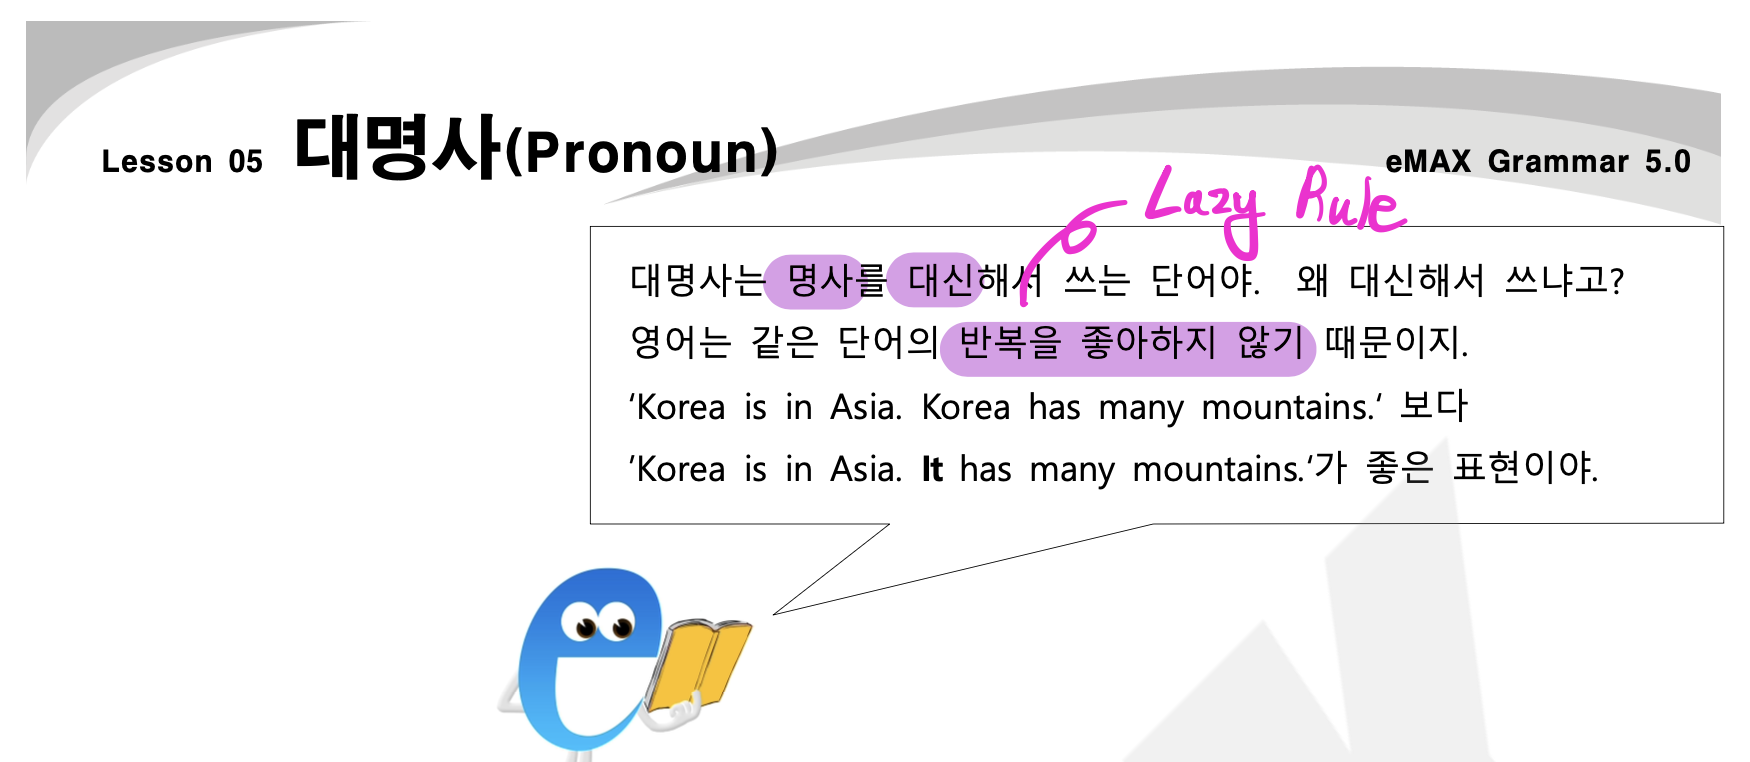 Lesson 05 대명사(Pronoun)
eMAX Grammar 5.0
Lazy Rule
대명사는 명사를 대신해서 쓰는 단어야. 왜 대신해서 쓰냐고?
영어는 같은 단어의 반복을 좋아하지 않기 때문이지.
‘Korea is in Asia. Korea has many mountains.‘ 보다
’Korea is in Asia. It has many mountains.‘가 좋은 표현이야.